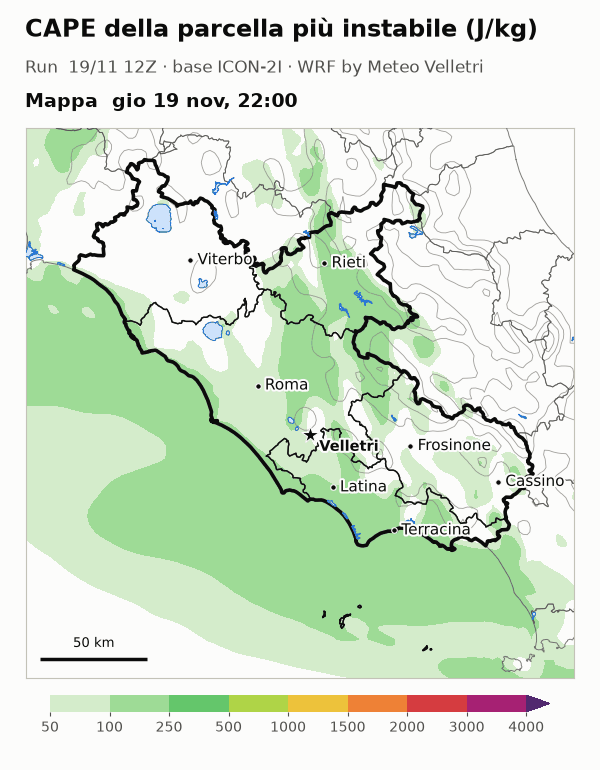 CAPE della parcella più instabile (J/kg)
Run  19/11 12Z · base ICON-2I · WRF by Meteo Velletri
Mappa  gio 19 nov, 22:00
Viterbo
Rieti
Roma
Velletri
Frosinone
Latina
Cassino
Terracina
50 km
50 100 250 500 1000 1500 2000 3000 4000